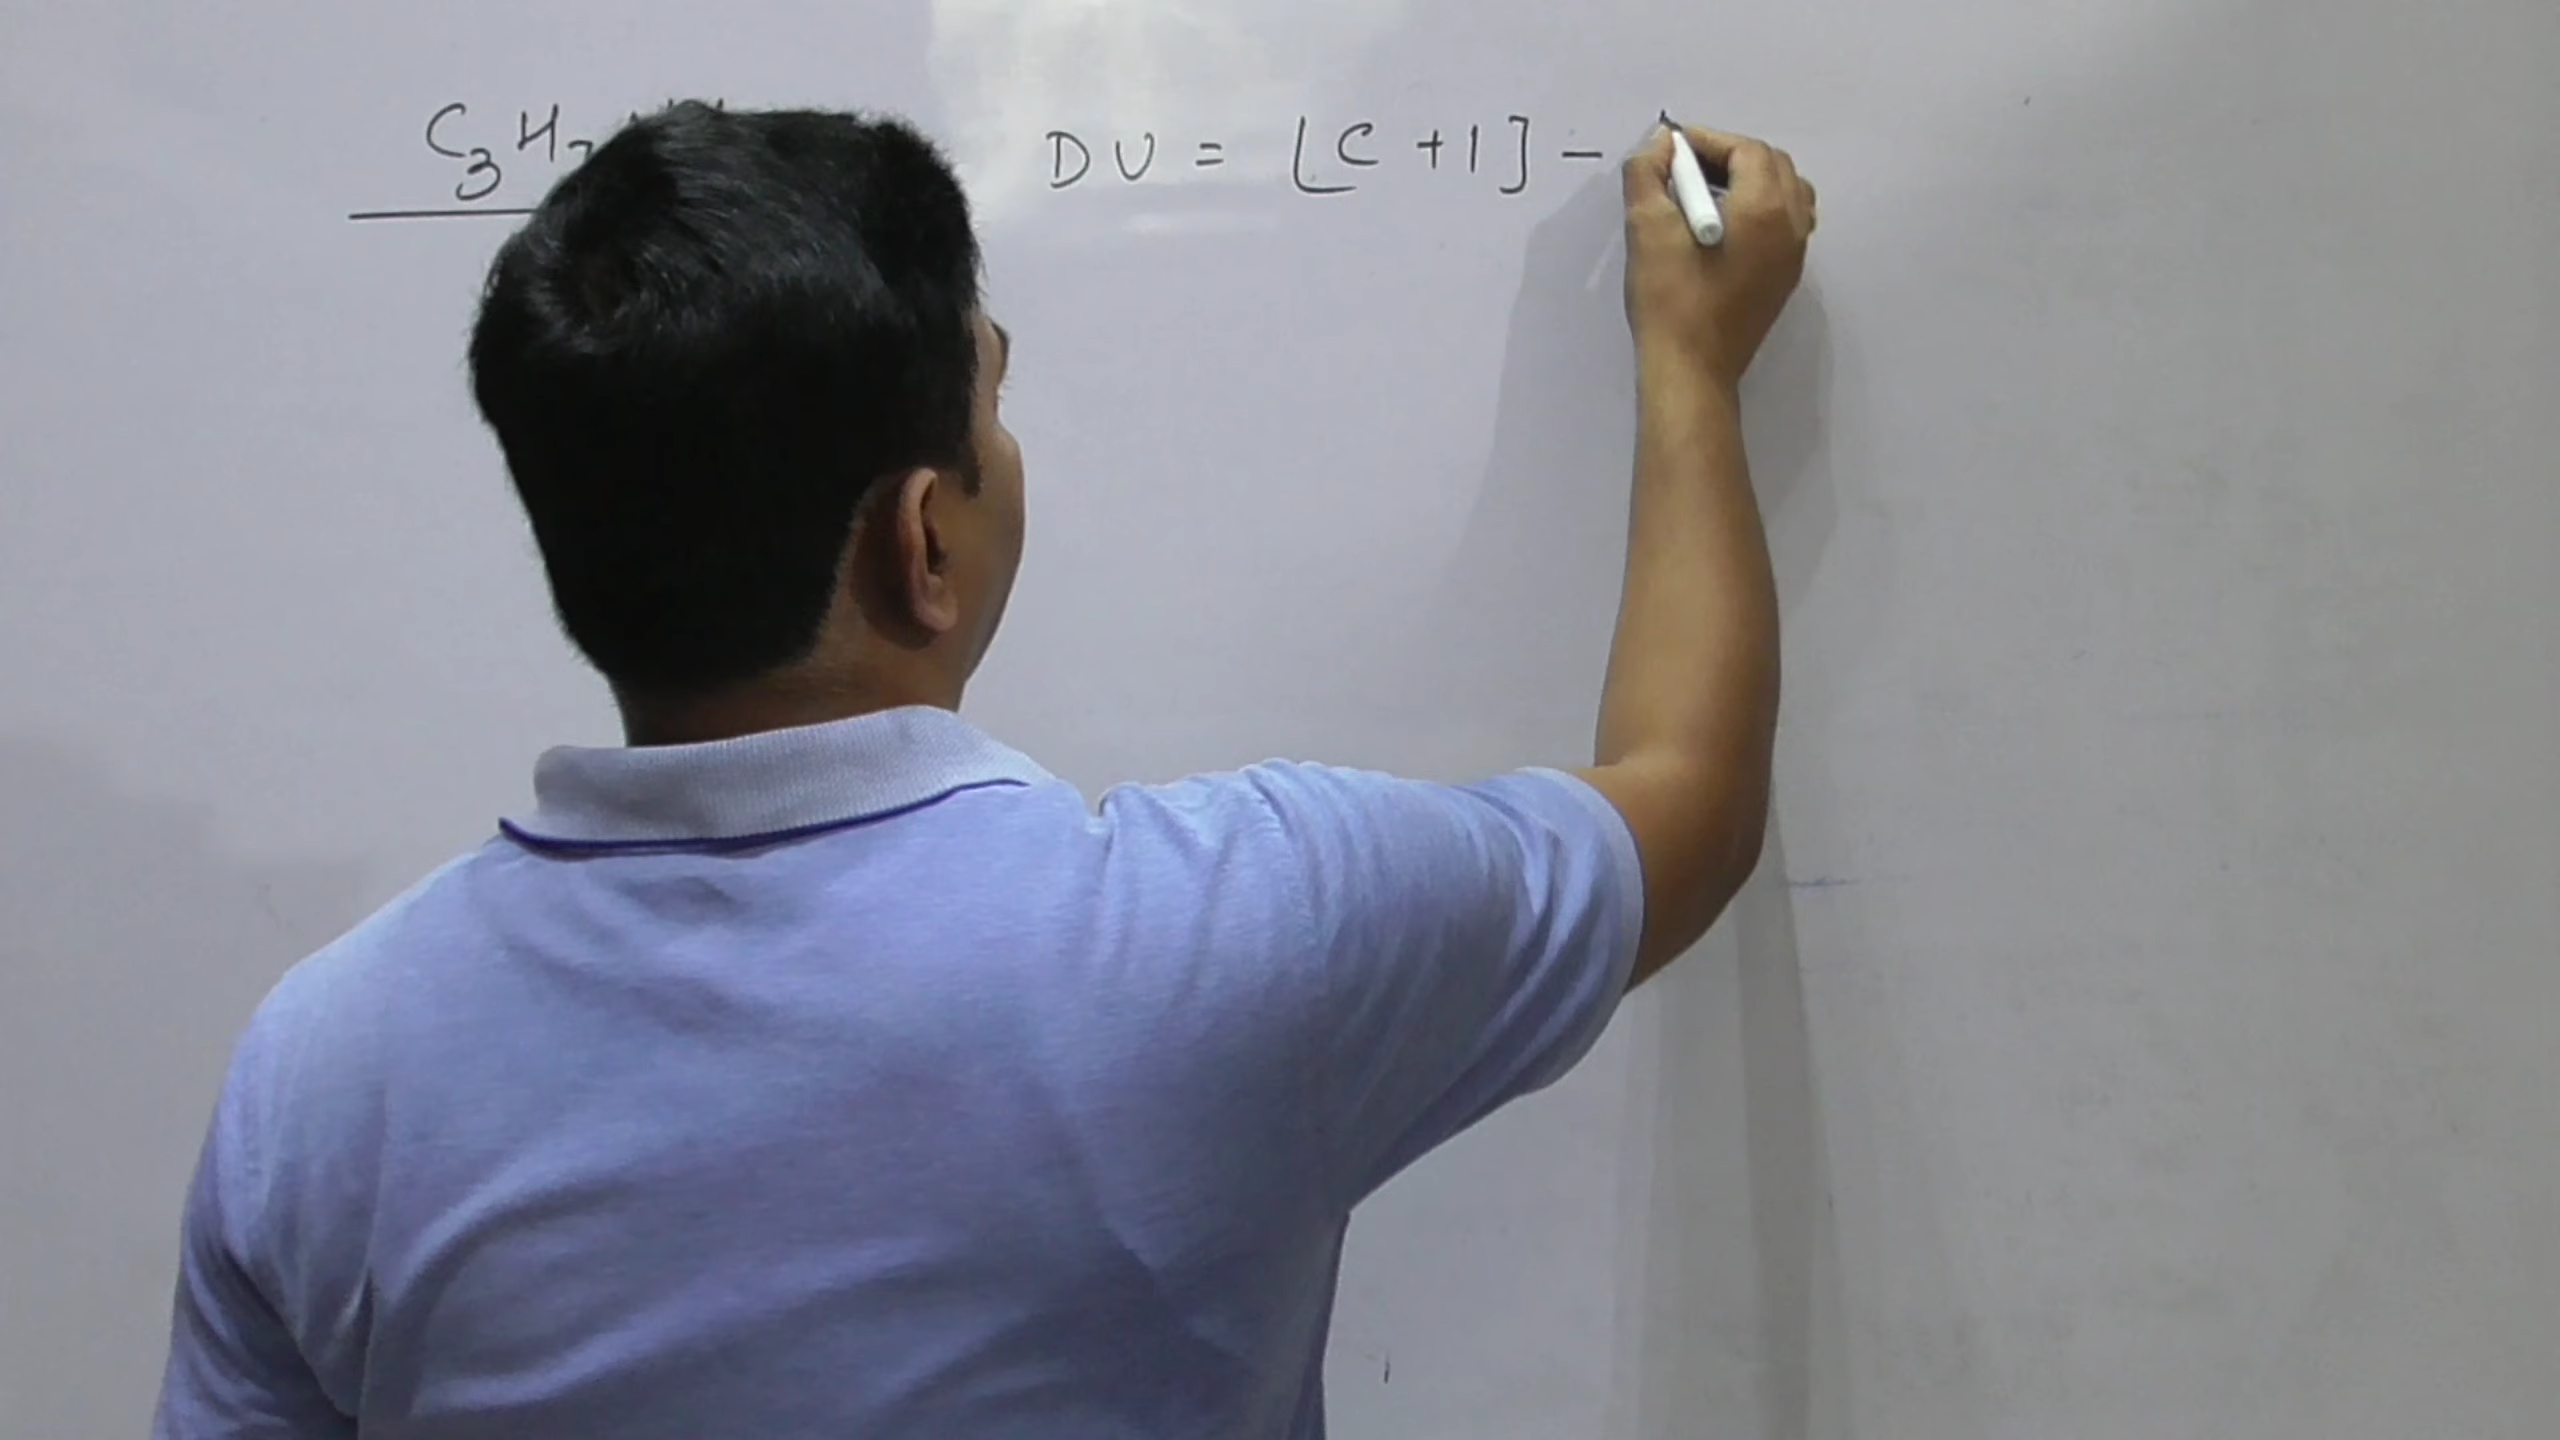 C3H7 DU = [C + 1] -